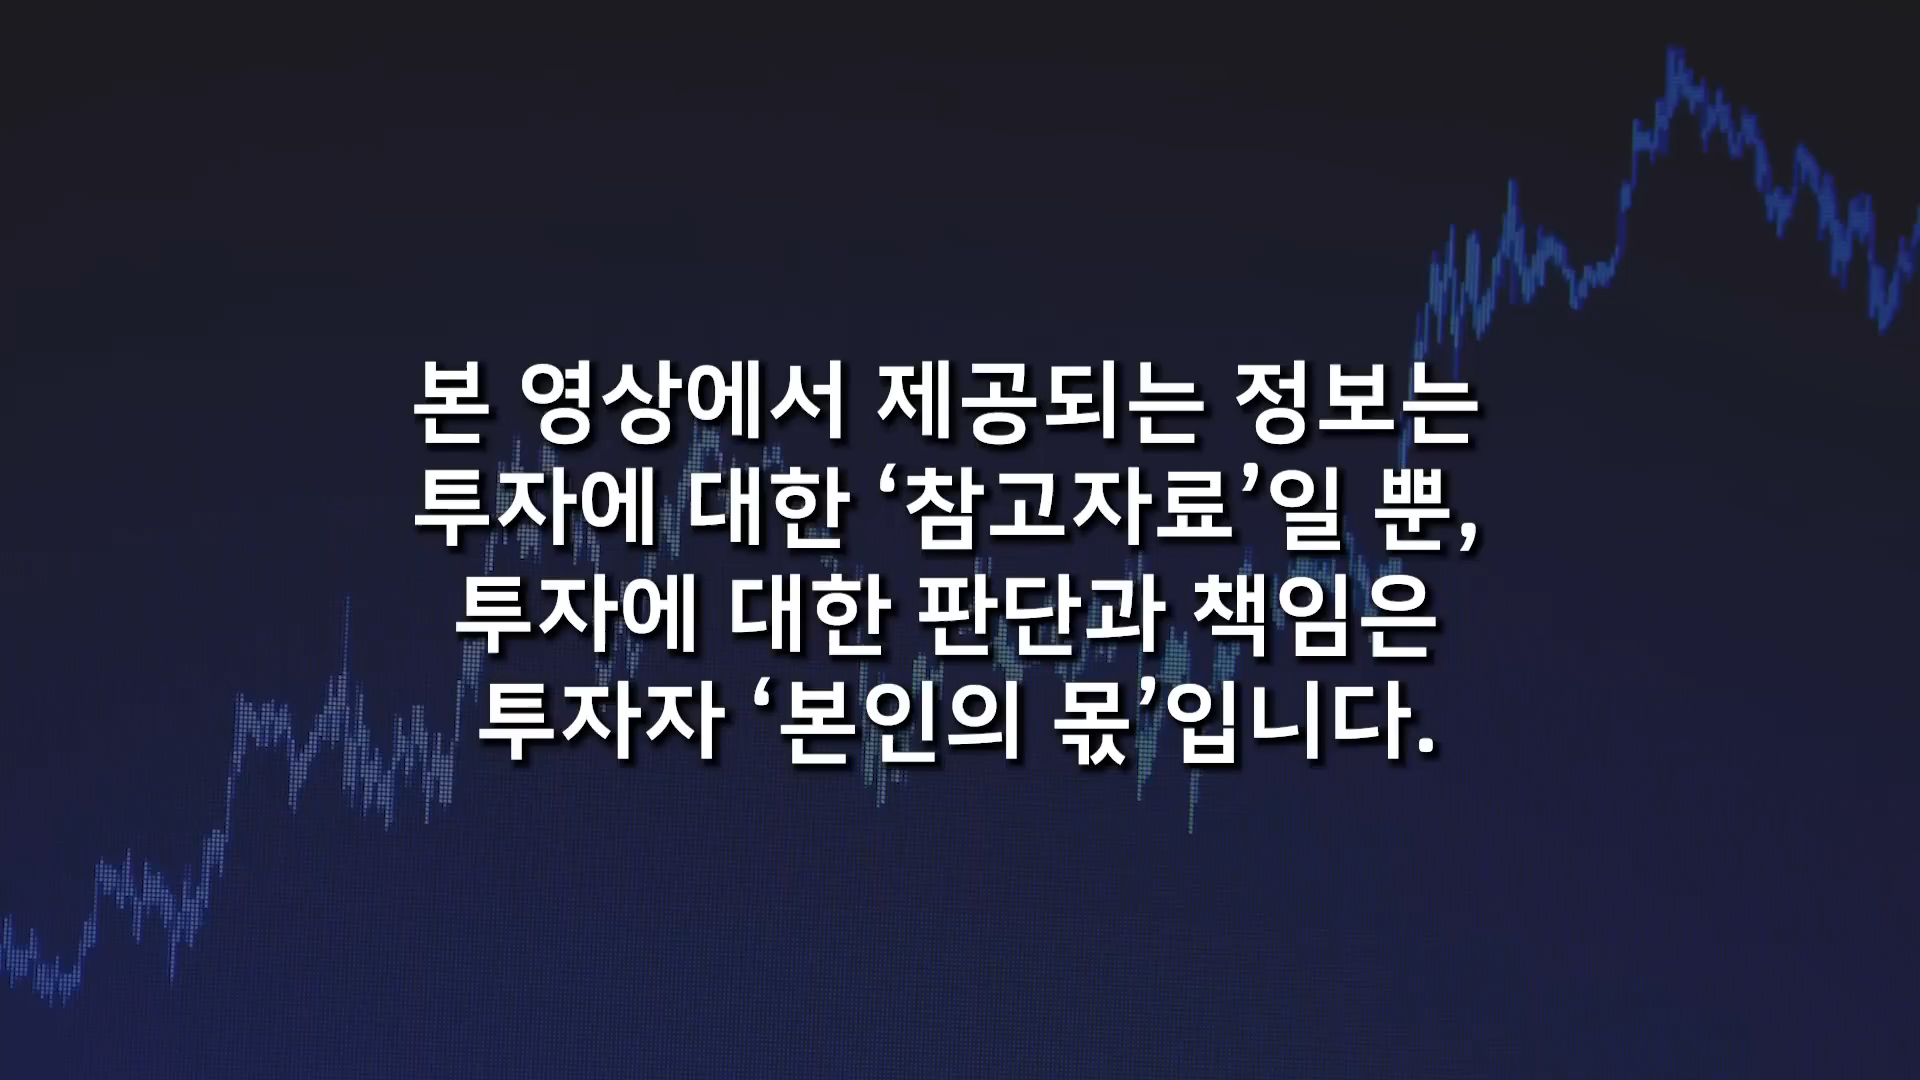 본 영상에서 제공되는 정보는
투자에 대한 ‘참고자료’일 뿐,
투자에 대한 판단과 책임은
투자자 ‘본인의 몫’입니다.